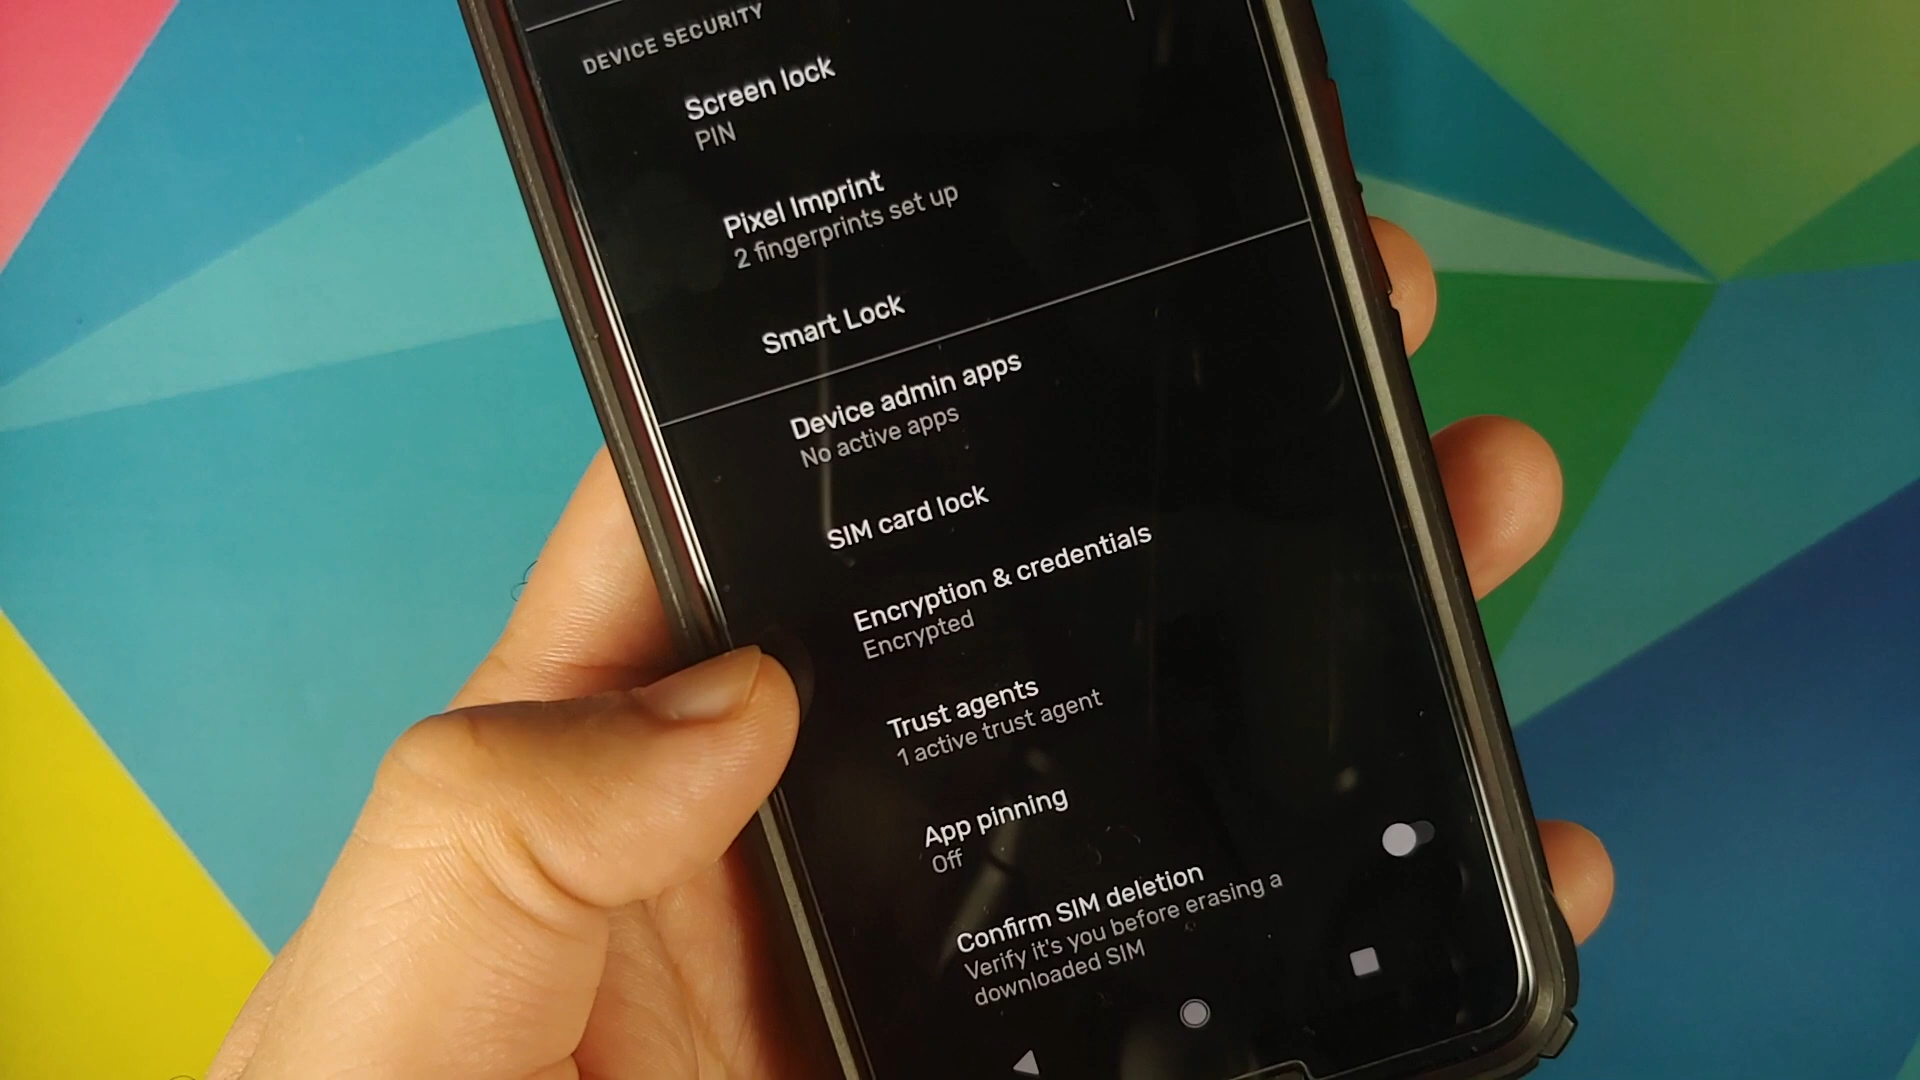 DEVICE SECURITY
Screen lock
PIN
Pixel Imprint
2 fingerprints set up
Smart Lock
Device admin apps
No active apps
SIM card lock
Encryption & credentials
Encrypted
Trust agents
1 active trust agent
App pinning
Off
Confirm SIM deletion
Verify it's you before erasing a
downloaded SIM